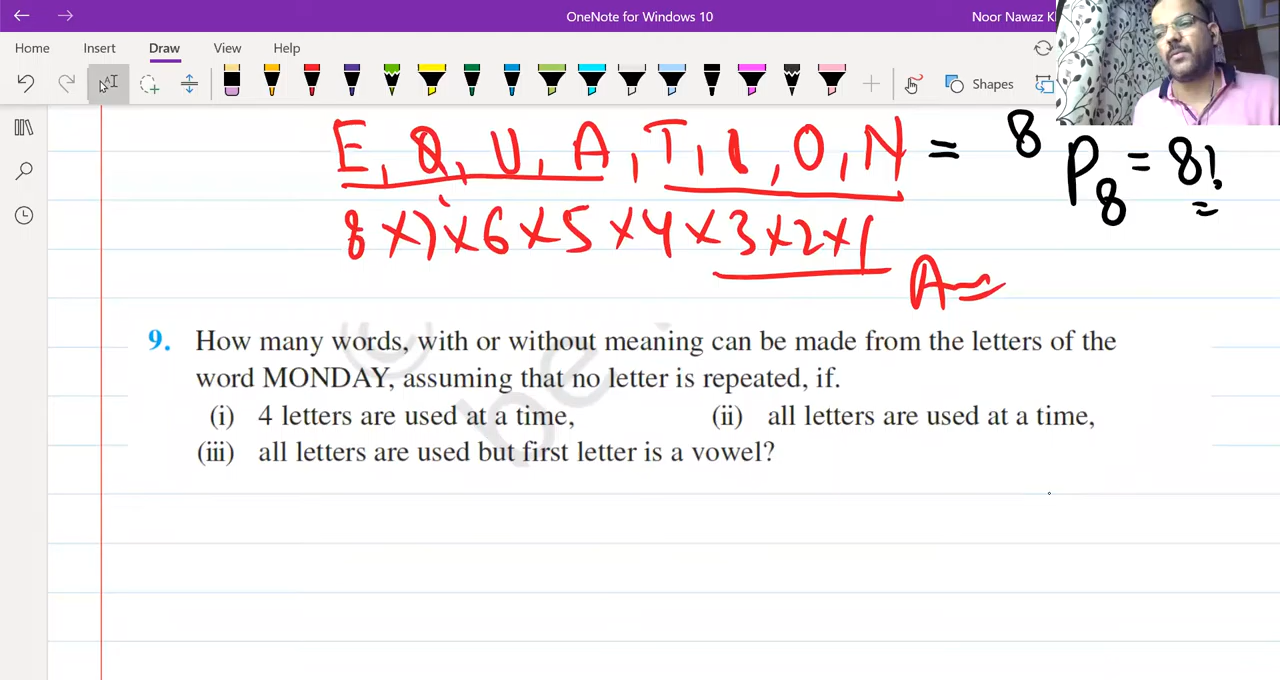 OneNote for Windows 10
Noor Nawaz K
Home Insert Draw View Help
Shapes
E, Q, U, A, T, I, O, N = 8P8 = 8!
8 × 7 × 6 × 5 × 4 × 3 × 2 × 1
9. How many words, with or without meaning can be made from the letters of the
word MONDAY, assuming that no letter is repeated, if.
(i) 4 letters are used at a time, (ii) all letters are used at a time,
(iii) all letters are used but first letter is a vowel?
be